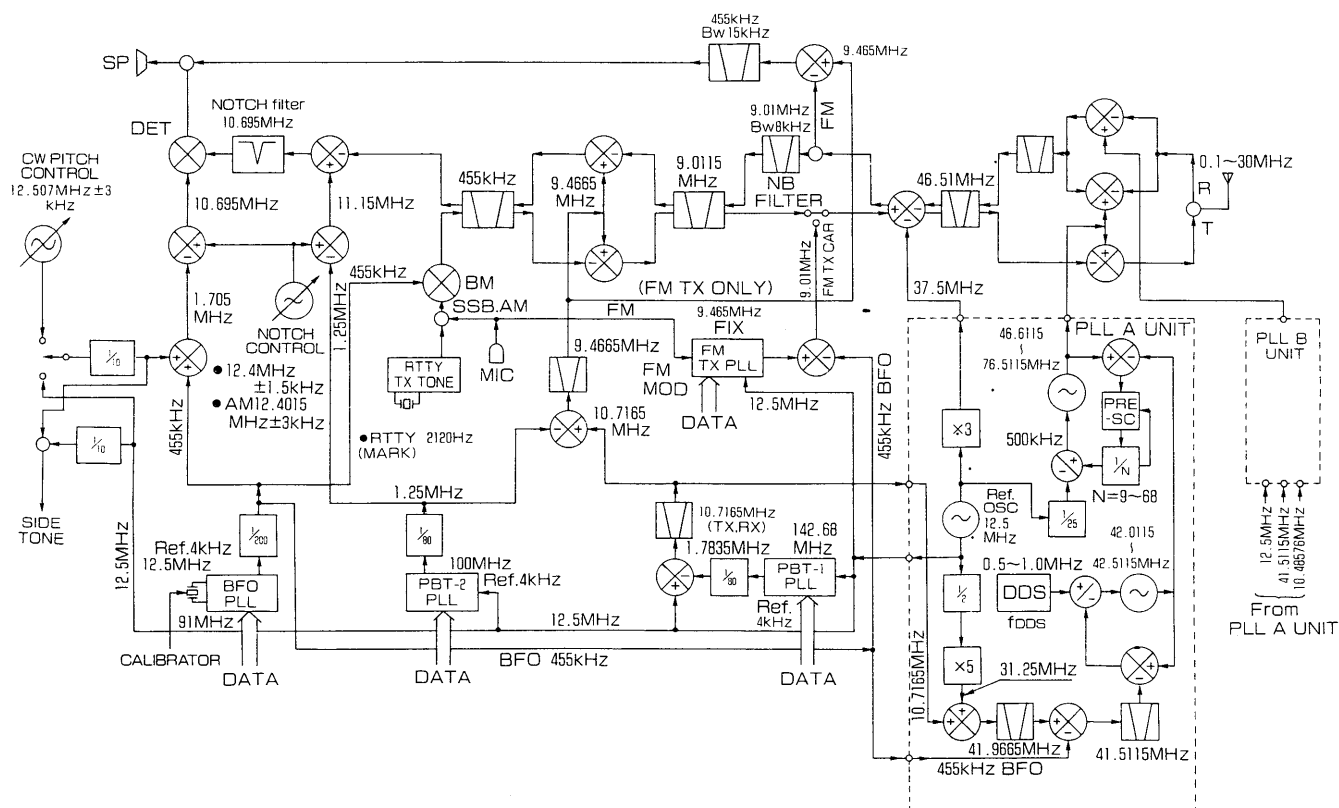 455kHz
Bw15kHz
9.465MHz
SP
NOTCH filter
10.695MHz
DET
9.01MHz
Bw8kHz
FM
CW PITCH
CONTROL
12.507MHz ±3
kHz
455kHz
9.4665
MHz
9.0115
MHz
NB
FILTER
46.51MHz
0.1~30MHz
R
T
10.695MHz
11.15MHz
455kHz
BM
(FM TX ONLY)
9.01MHz
FM TX CAR
37.5MHz
1.705
MHz
NOTCH
CONTROL
1.25MHz
SSB.AM
FM
9.465MHz
FIX
PLL A UNIT
46.6115
~
76.5115MHz
PLL B
UNIT
1/10
● 12.4MHz
±1.5kHz
● AM12.4015
MHz±3kHz
RTTY
TX TONE
MIC
9.4665MHz
FM
MOD
FM
TX PLL
DATA
12.5MHz
455kHz BFO
×3
PRE
-SC
1/10
455kHz
● RTTY 2120Hz
(MARK)
10.7165
MHz
500kHz
1/N
N=9~68
SIDE
TONE
1.25MHz
Ref.
OSC
12.5
MHz
1/25
12.5MHz
41.5115MHz
10.48576MHz
From
PLL A UNIT
12.5MHz
Ref.4kHz
12.5MHz
1/200
1/80
100MHz
10.7165MHz
(TX.RX)
1.7835MHz
1/80
142.68
MHz
42.0115
~
42.5115MHz
BFO
PLL
91MHz
PBT-2
PLL
Ref.4kHz
PBT-1
PLL
Ref.
4kHz
1/2
0.5~1.0MHz
DDS
fDDS
12.5MHz
CALIBRATOR
BFO 455kHz
DATA
DATA
DATA
10.7165MHz
×5
31.25MHz
41.9665MHz
41.5115MHz
455kHz BFO